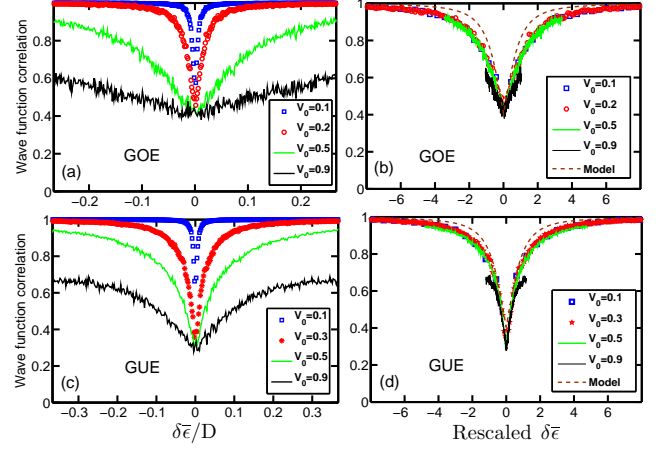 Wave function correlation
1
0.8
0.6
0.4
0.2
0
(a)
GOE
V0=0.1
V0=0.2
V0=0.5
V0=0.9
-0.2
-0.1
0
0.1
0.2
1
0.8
0.6
0.4
0.2
0
(b)
GOE
V0=0.1
V0=0.2
V0=0.5
V0=0.9
Model
-6
-4
-2
0
2
4
6
Wave function correlation
1
0.8
0.6
0.4
0.2
0
(c)
GUE
V0=0.1
V0=0.3
V0=0.5
V0=0.9
-0.3
-0.2
-0.1
0
0.1
0.2
0.3
δε̄/D
1
0.8
0.6
0.4
0.2
0
(d)
GUE
V0=0.1
V0=0.3
V0=0.5
V0=0.9
Model
-6
-4
-2
0
2
4
6
Rescaled δε̄